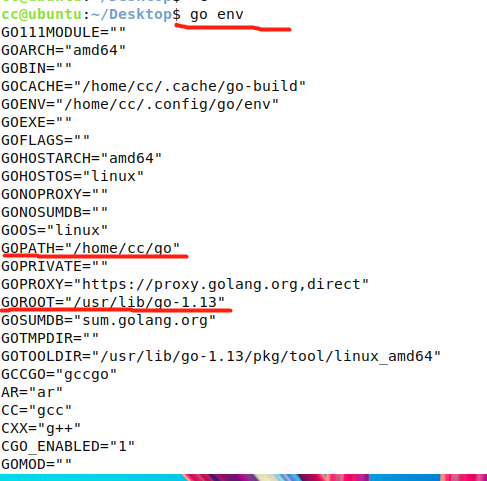 cc@ubuntu:~/Desktop$ go env
GO111MODULE=""
GOARCH="amd64"
GOBIN=""
GOCACHE="/home/cc/.cache/go-build"
GOENV="/home/cc/.config/go/env"
GOEXE=""
GOFLAGS=""
GOHOSTARCH="amd64"
GOHOSTOS="linux"
GONOPROXY=""
GONOSUMDB=""
GOOS="linux"
GOPATH="/home/cc/go"
GOPRIVATE=""
GOPROXY="https://proxy.golang.org,direct"
GOROOT="/usr/lib/go-1.13"
GOSUMDB="sum.golang.org"
GOTMPDIR=""
GOTOOLDIR="/usr/lib/go-1.13/pkg/tool/linux_amd64"
GCCGO="gccgo"
AR="ar"
CC="gcc"
CXX="g++"
CGO_ENABLED="1"
GOMOD=""